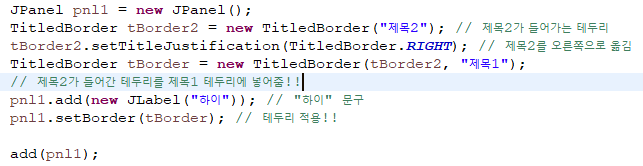 JPanel pnl1 = new JPanel();
TitledBorder tBorder2 = new TitledBorder("제목2"); // 제목2가 들어가는 테두리
tBorder2.setTitleJustification(TitledBorder.RIGHT); // 제목2를 오른쪽으로 옮김
TitledBorder tBorder = new TitledBorder(tBorder2, "제목1");
// 제목2가 들어간 테두리를 제목1 테두리에 넣어줌!!
pnl1.add(new JLabel("하이")); // "하이" 문구
pnl1.setBorder(tBorder); // 테두리 적용!!
add(pnl1);